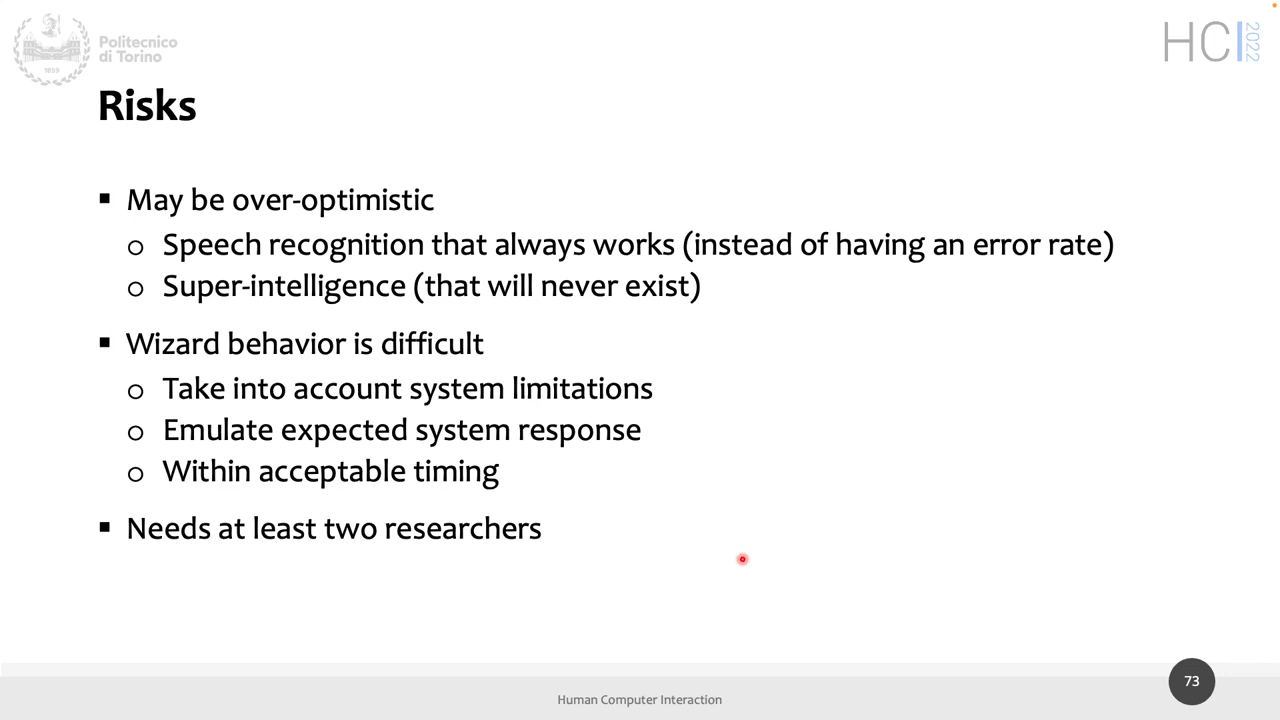 Politecnico
di Torino
1859
HCI 2022
Risks
▪ May be over-optimistic
o Speech recognition that always works (instead of having an error rate)
o Super-intelligence (that will never exist)
▪ Wizard behavior is difficult
o Take into account system limitations
o Emulate expected system response
o Within acceptable timing
▪ Needs at least two researchers
73
Human Computer Interaction